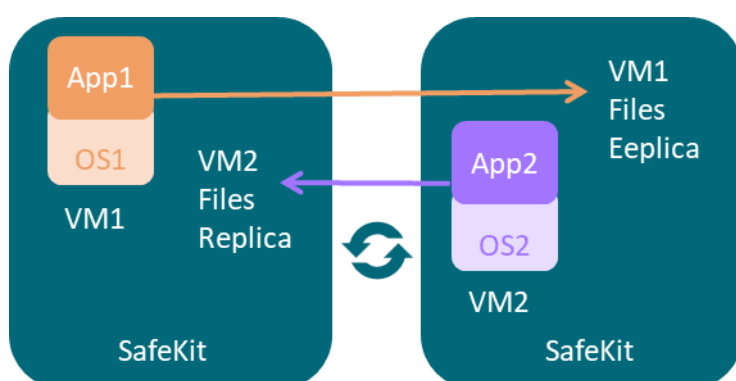 App1
OS1
VM1
VM2
Files
Replica
SafeKit
VM1
Files
Eeplica
App2
OS2
VM2
SafeKit